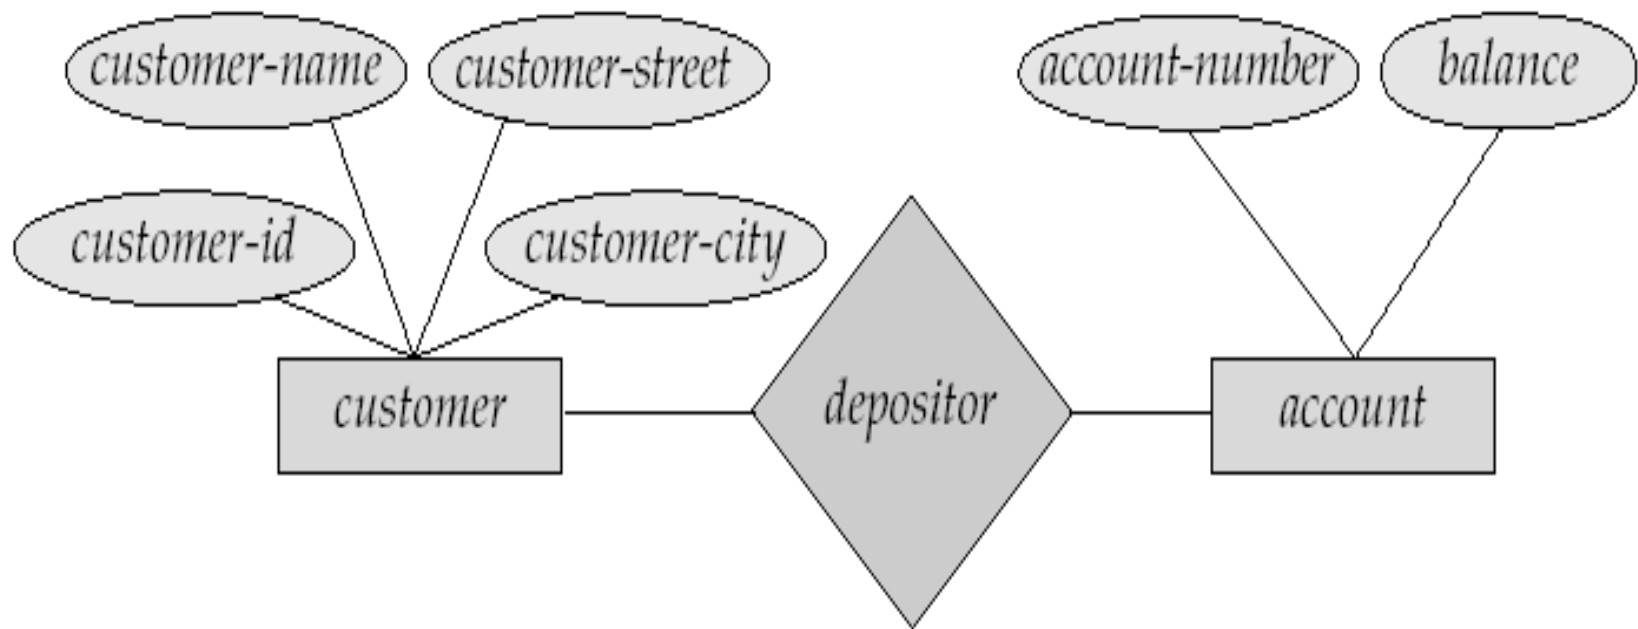 customer-name
customer-street
account-number
balance
customer-id
customer-city
customer
depositor
account